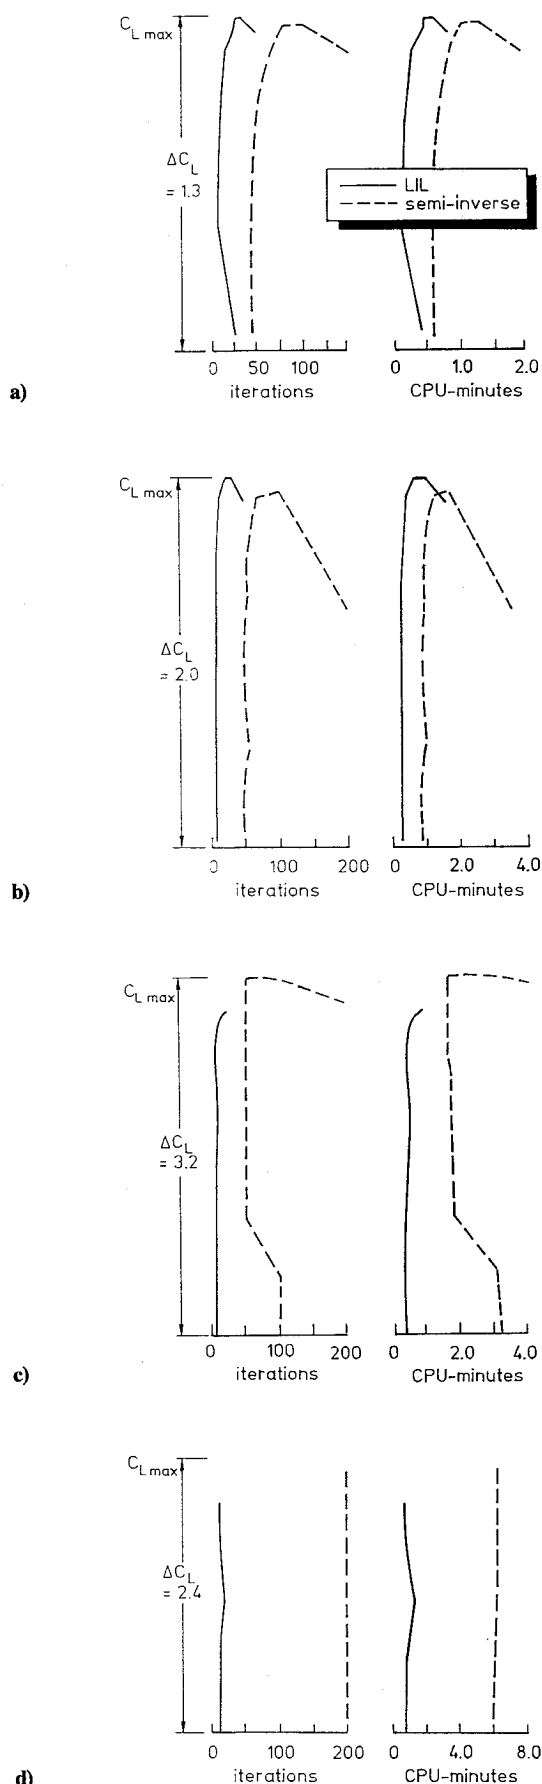 C_L max
ΔC_L
= 1.3
LIL
semi-inverse
0 50 100
iterations
0 1.0 2.0
CPU-minutes
a)
C_L max
ΔC_L
= 2.0
0 100 200
iterations
0 2.0 4.0
CPU-minutes
b)
C_L max
ΔC_L
= 3.2
0 100 200
iterations
0 2.0 4.0
CPU-minutes
c)
C_L max
ΔC_L
= 2.4
0 100 200
iterations
0 4.0 8.0
CPU-minutes
d)